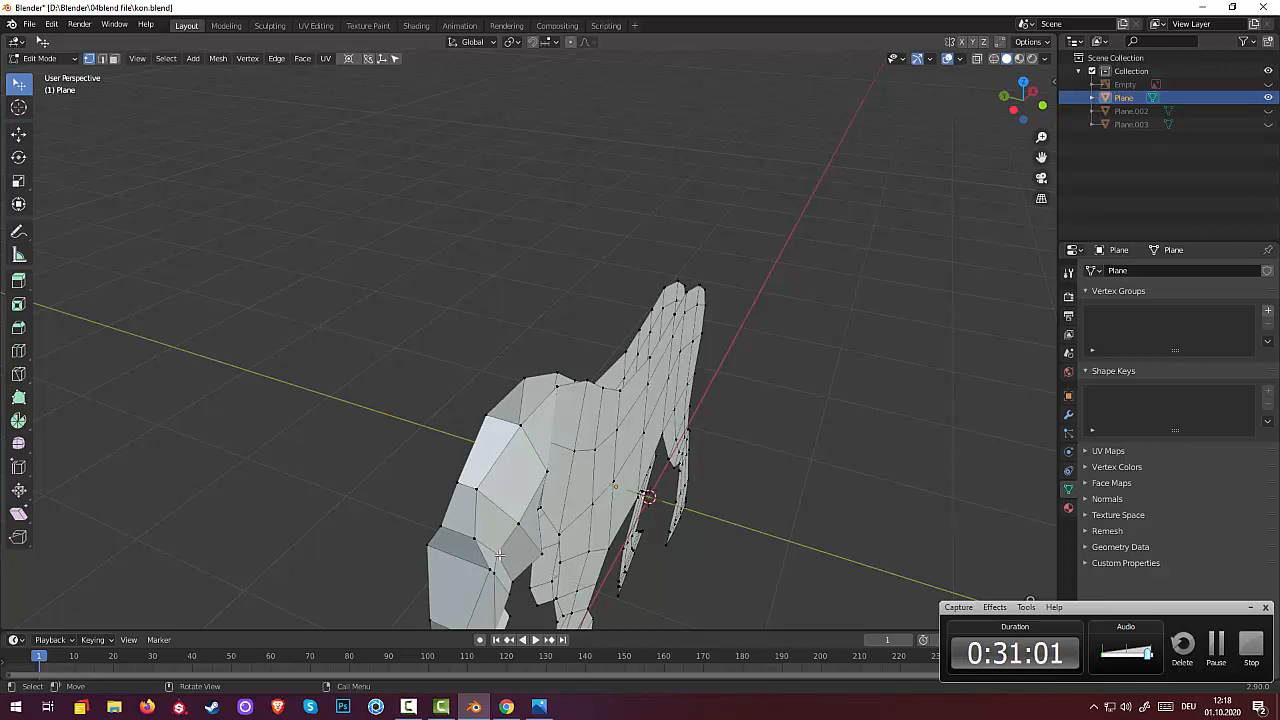 Blender* [D:\Blender\04blend file\kon.blend]
File Edit Render Window Help Layout Modeling Sculpting UV Editing Texture Paint Shading Animation Rendering Compositing Scripting Scene View Layer
Global X Y Z Options
Edit Mode View Select Add Mesh Vertex Edge Face UV
User Perspective
(1) Plane
Scene Collection
Collection
Empty
Plane
Plane.002
Plane.003
Plane Plane
Plane
Vertex Groups
Shape Keys
UV Maps
Vertex Colors
Face Maps
Normals
Texture Space
Remesh
Geometry Data
Custom Properties
Capture Effects Tools Help
Duration Audio
0:31:01
Delete Pause Stop
Playback Keying View Marker 1
1 10 20 30 40 50 60 70 80 90 100 110 120 130 140 150 160 170 180 190 200 210 220 230
Select Move Rotate View Call Menu 2.90.0
DEU 12:18
01.10.2020